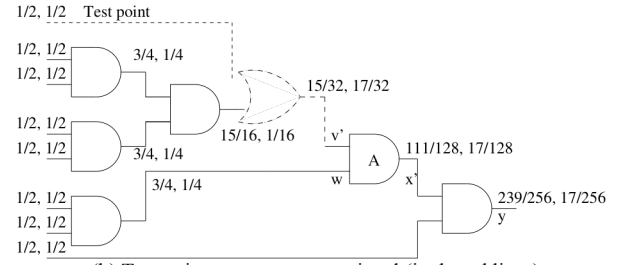 1/2, 1/2 Test point
1/2, 1/2
3/4, 1/4
1/2, 1/2
15/32, 17/32
1/2, 1/2
15/16, 1/16
v'
1/2, 1/2
3/4, 1/4
A
111/128, 17/128
3/4, 1/4
w
x'
1/2, 1/2
239/256, 17/256
1/2, 1/2
y
1/2, 1/2